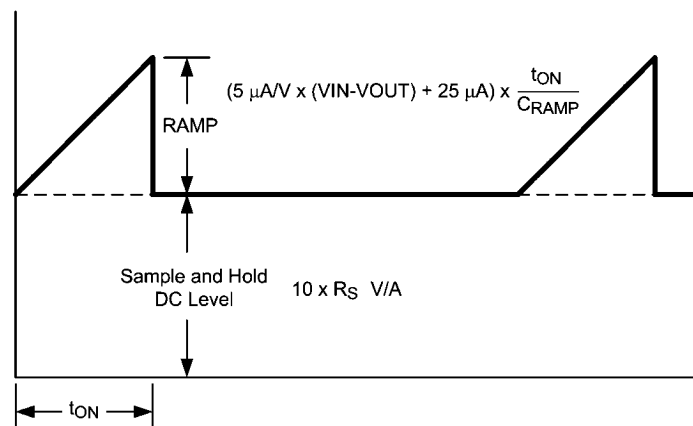 (5 μA/V x (VIN-VOUT) + 25 μA) x tON / CRAMP
RAMP
Sample and Hold
DC Level
10 x RS V/A
tON